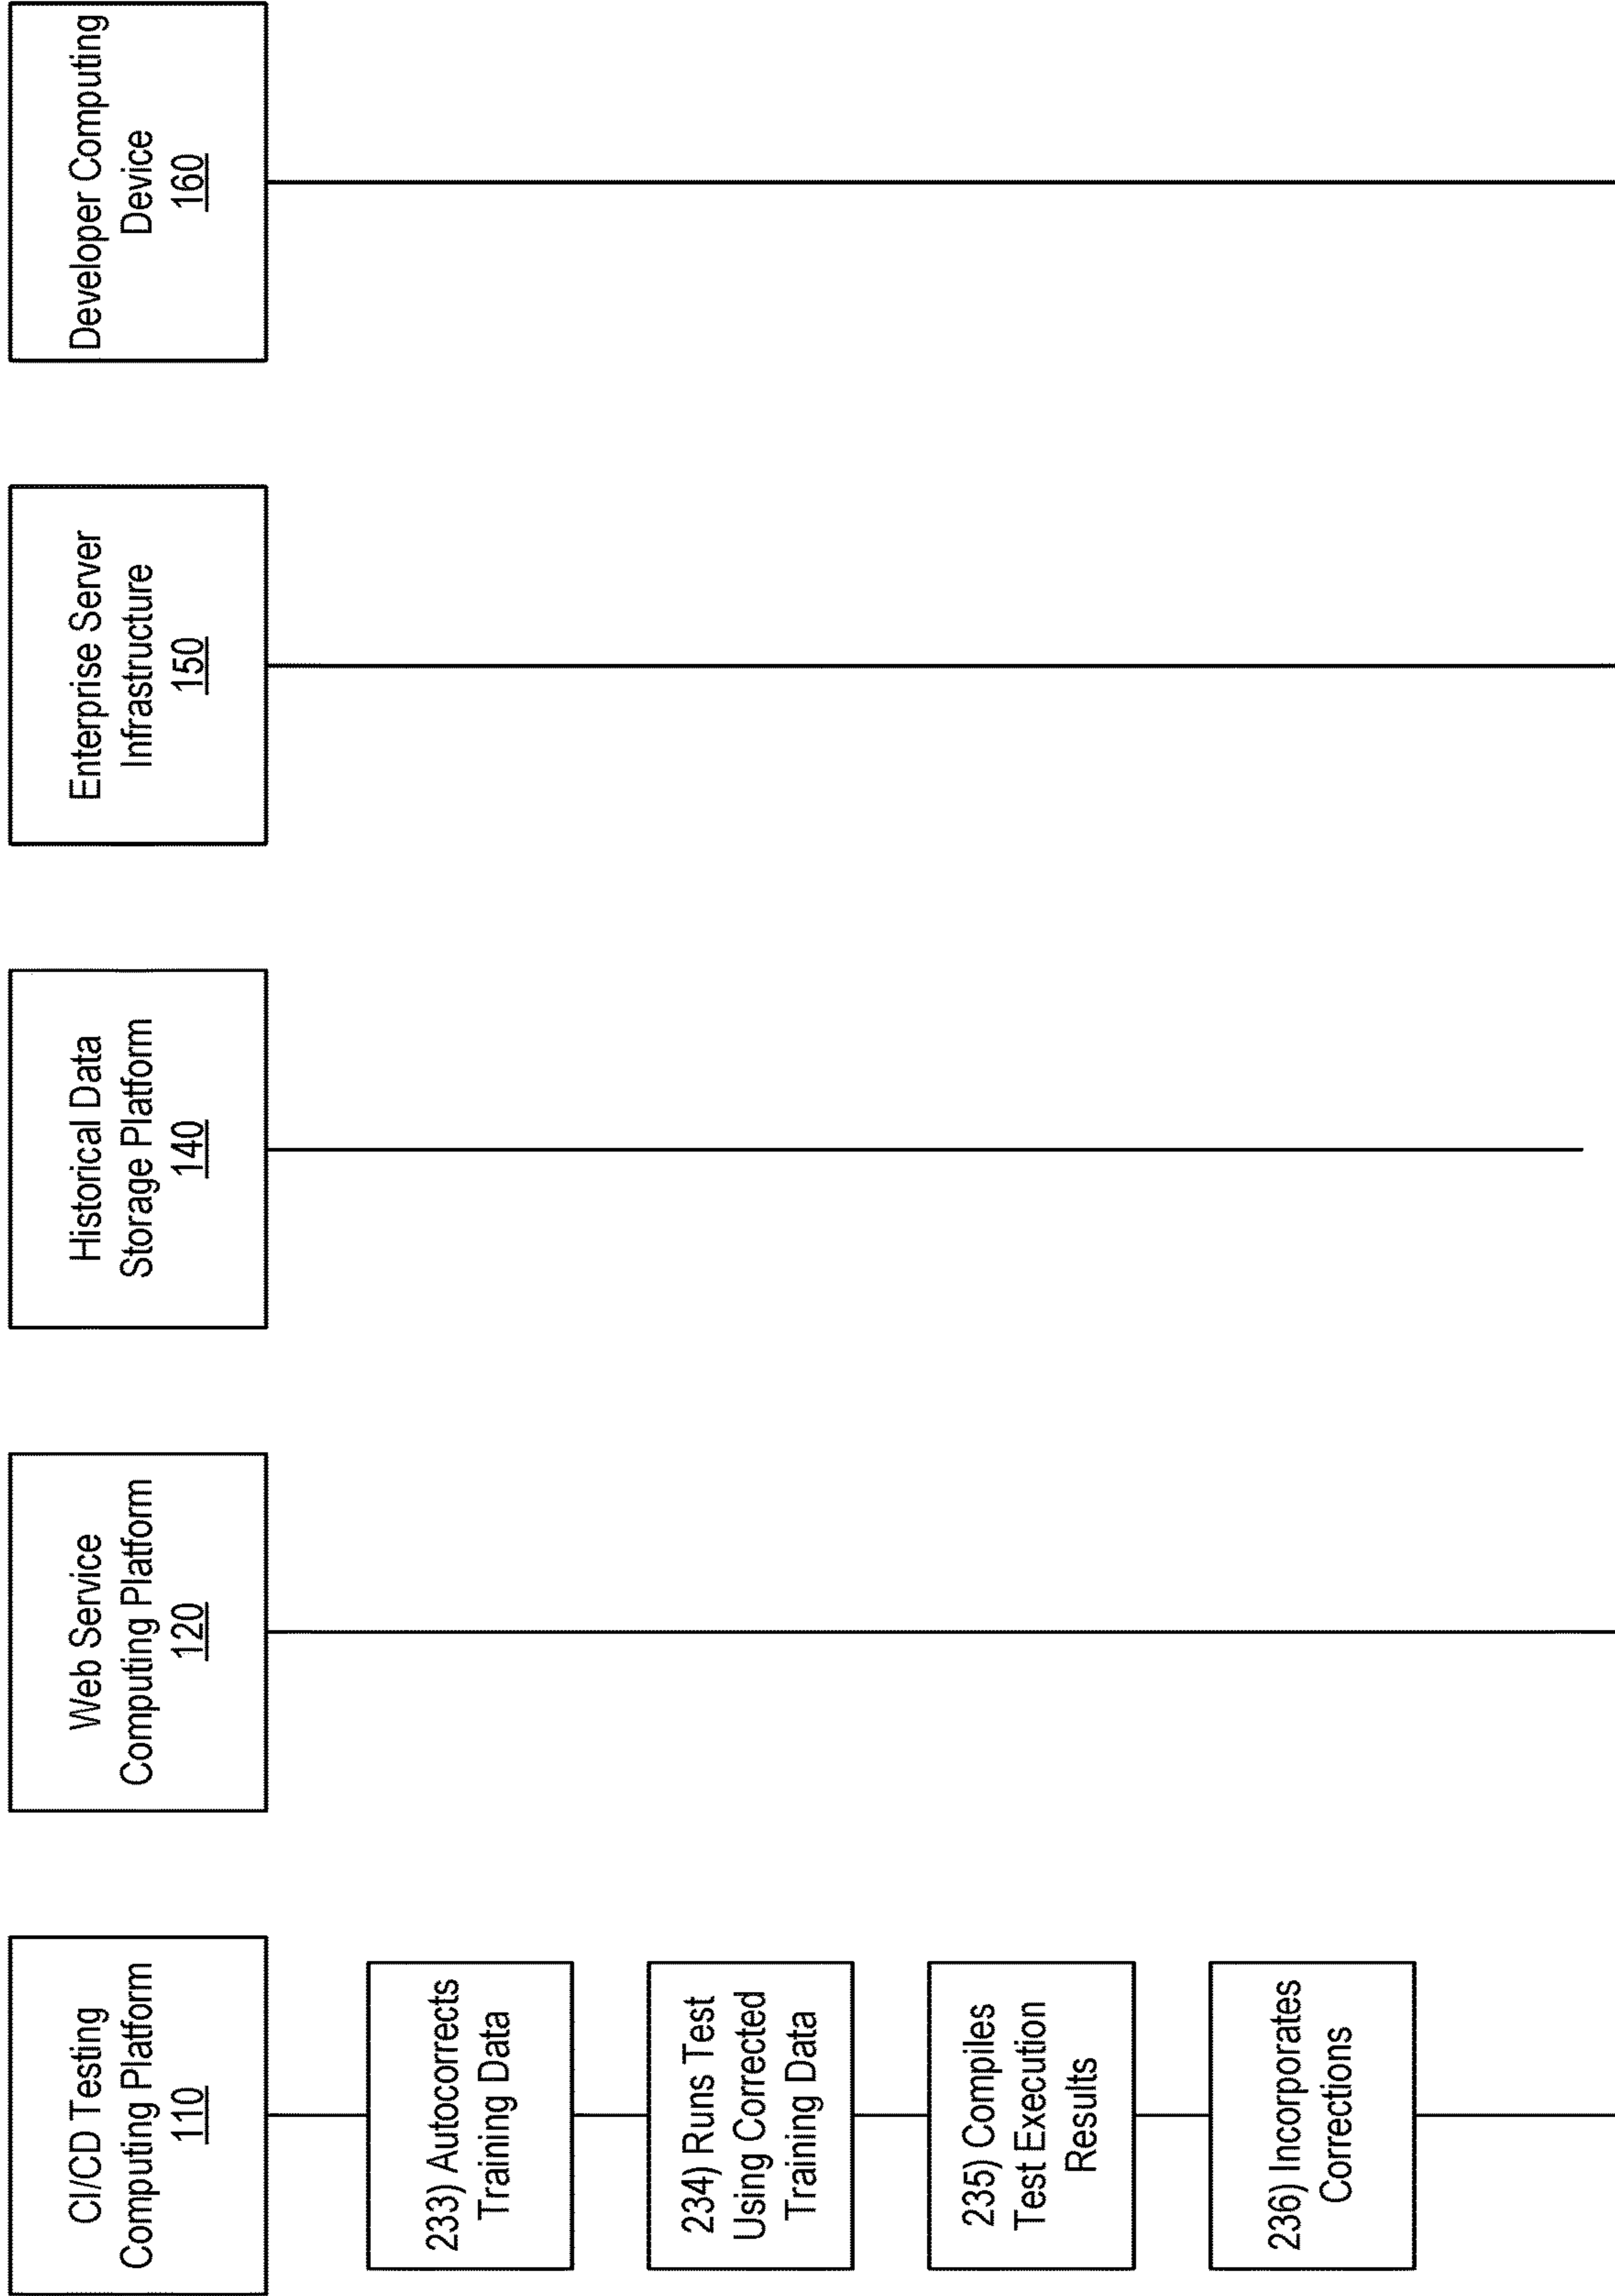 CI/CD Testing
Computing Platform
110
Web Service
Computing Platform
120
Historical Data
Storage Platform
140
Enterprise Server
Infrastructure
150
Developer Computing
Device
160
233) Autocorrects
Training Data
234) Runs Test
Using Corrected
Training Data
235) Compiles
Test Execution
Results
236) Incorporates
Corrections